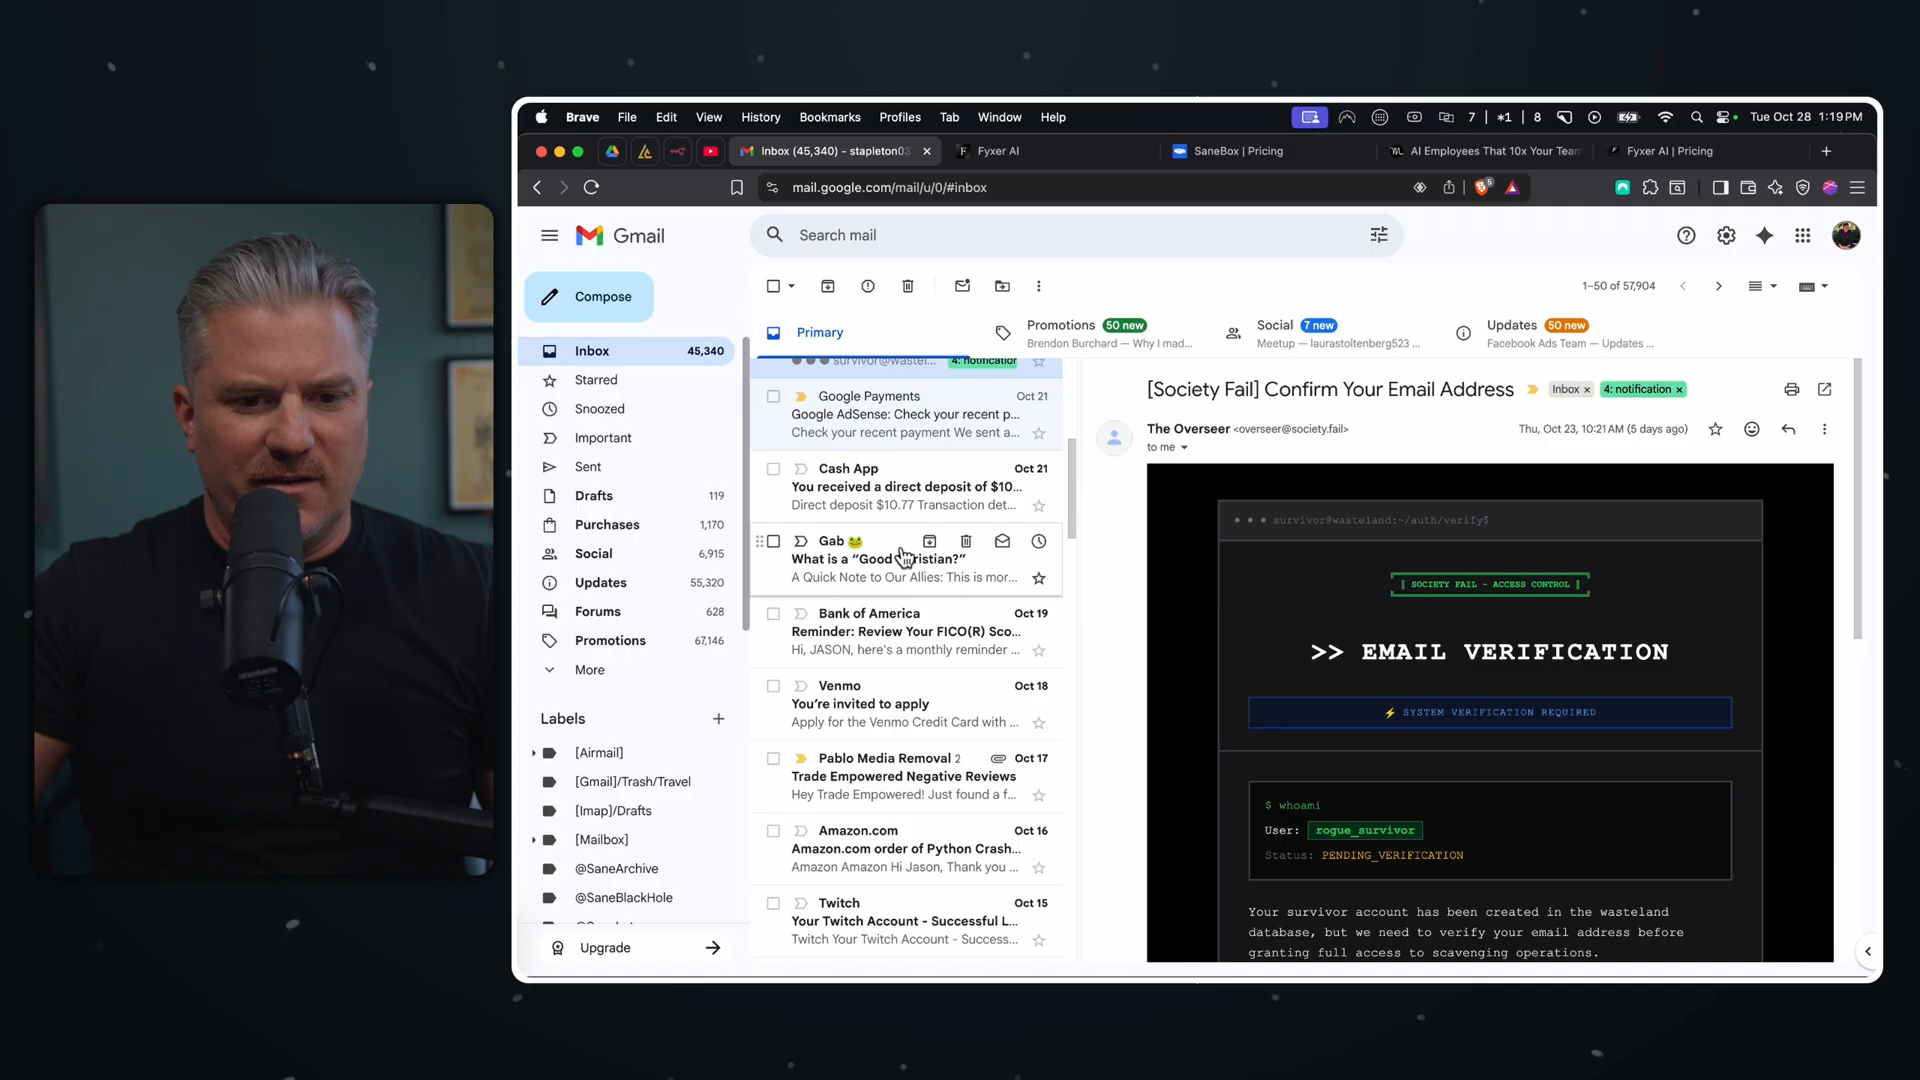 Brave File Edit View History Bookmarks Profiles Tab Window Help
7 | *1 | 8
Tue Oct 28 1:19 PM
Inbox (45,340) - stapleton03
Fyxer AI
SaneBox | Pricing
AI Employees That 10x Your Team
Fyxer AI | Pricing
mail.google.com/mail/u/0/#inbox
5
Gmail
Search mail
Compose
Inbox 45,340
Starred
Snoozed
Important
Sent
Drafts 119
Purchases 1,170
Social 6,915
Updates 55,320
Forums 628
Promotions 67,146
More
Labels
[Airmail]
[Gmail]/Trash/Travel
[Imap]/Drafts
[Mailbox]
@SaneArchive
@SaneBlackHole
Upgrade
1–50 of 57,904
Primary
Promotions 50 new
Brendon Burchard — Why I mad...
Social 7 new
Meetup — laurastoltenberg523 ...
Updates 50 new
Facebook Ads Team — Updates ...
survivor@wastel... 4: notification
Google Payments Oct 21
Google AdSense: Check your recent p...
Check your recent payment We sent a...
Cash App Oct 21
You received a direct deposit of $10...
Direct deposit $10.77 Transaction det...
Gab 🐸
What is a “Good ristian?”
A Quick Note to Our Allies: This is mor...
Bank of America Oct 19
Reminder: Review Your FICO(R) Sco...
Hi, JASON, here's a monthly reminder ...
Venmo Oct 18
You’re invited to apply
Apply for the Venmo Credit Card with ...
Pablo Media Removal 2 Oct 17
Trade Empowered Negative Reviews
Hey Trade Empowered! Just found a f...
Amazon.com Oct 16
Amazon.com order of Python Crash...
Amazon Amazon Hi Jason, Thank you ...
Twitch Oct 15
Your Twitch Account - Successful L...
Twitch Your Twitch Account - Success...
[Society Fail] Confirm Your Email Address
Inbox × 4: notification ×
The Overseer <overseer@society.fail>
Thu, Oct 23, 10:21 AM (5 days ago)
to me
survivor@wasteland:~/auth/verify$
[ SOCIETY FAIL - ACCESS CONTROL ]
>> EMAIL VERIFICATION
⚡ SYSTEM VERIFICATION REQUIRED
$ whoami
User: rogue_survivor
Status: PENDING_VERIFICATION
Your survivor account has been created in the wasteland
database, but we need to verify your email address before
granting full access to scavenging operations.